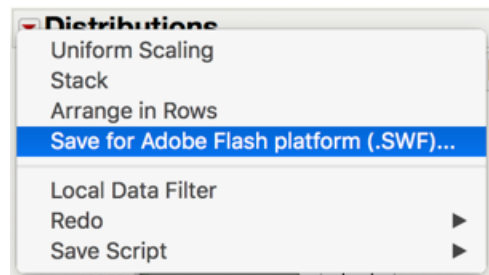 Distributions
Uniform Scaling
Stack
Arrange in Rows
Save for Adobe Flash platform (.SWF)...
Local Data Filter
Redo
Save Script